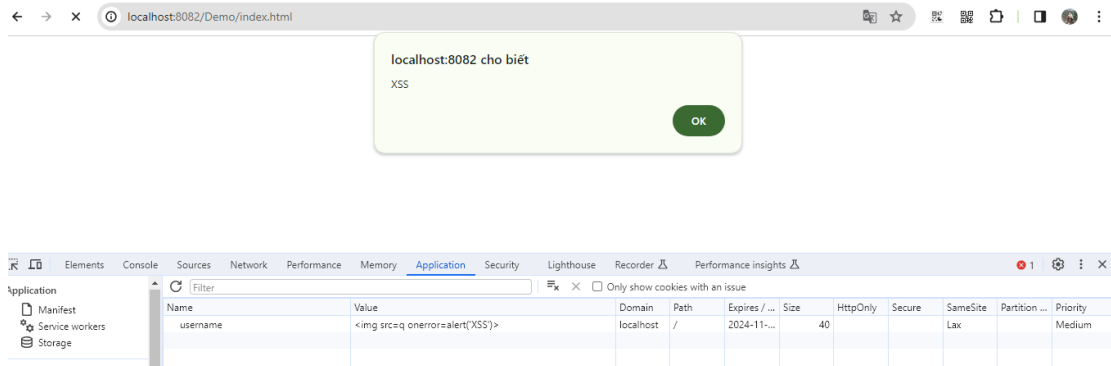 localhost:8082/Demo/index.html
localhost:8082 cho biết
XSS
OK
Elements Console Sources Network Performance Memory Application Security Lighthouse Recorder Performance insights 1
Application
Filter
Only show cookies with an issue
Manifest
Service workers
Storage
Name Value Domain Path Expires / ... Size HttpOnly Secure SameSite Partition ... Priority
username <img src=q onerror=alert('XSS')> localhost / 2024-11-... 40 Lax Medium